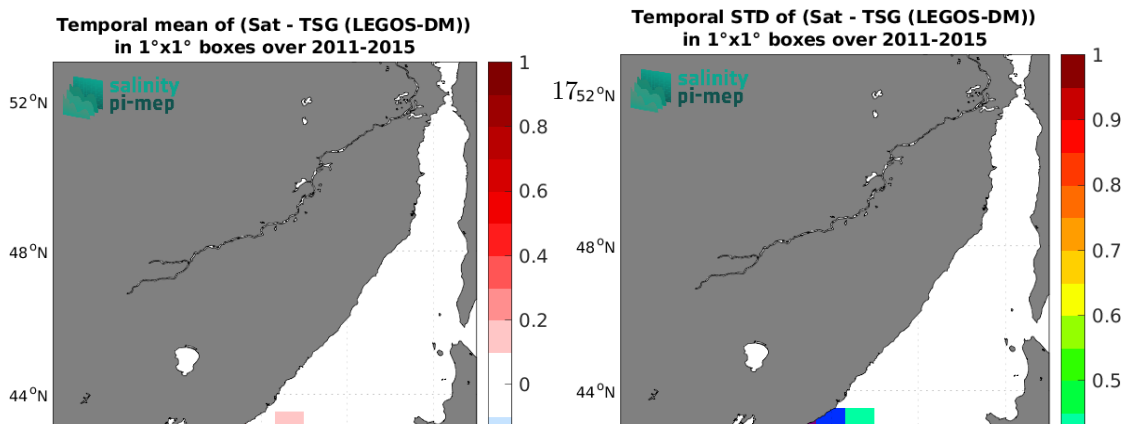 Temporal mean of (Sat - TSG (LEGOS-DM))
in 1°x1° boxes over 2011-2015
salinity
pi-mep
52°N
48°N
44°N
1
0.8
0.6
0.4
0.2
0
17
Temporal STD of (Sat - TSG (LEGOS-DM))
in 1°x1° boxes over 2011-2015
salinity
pi-mep
52°N
48°N
44°N
1
0.9
0.8
0.7
0.6
0.5